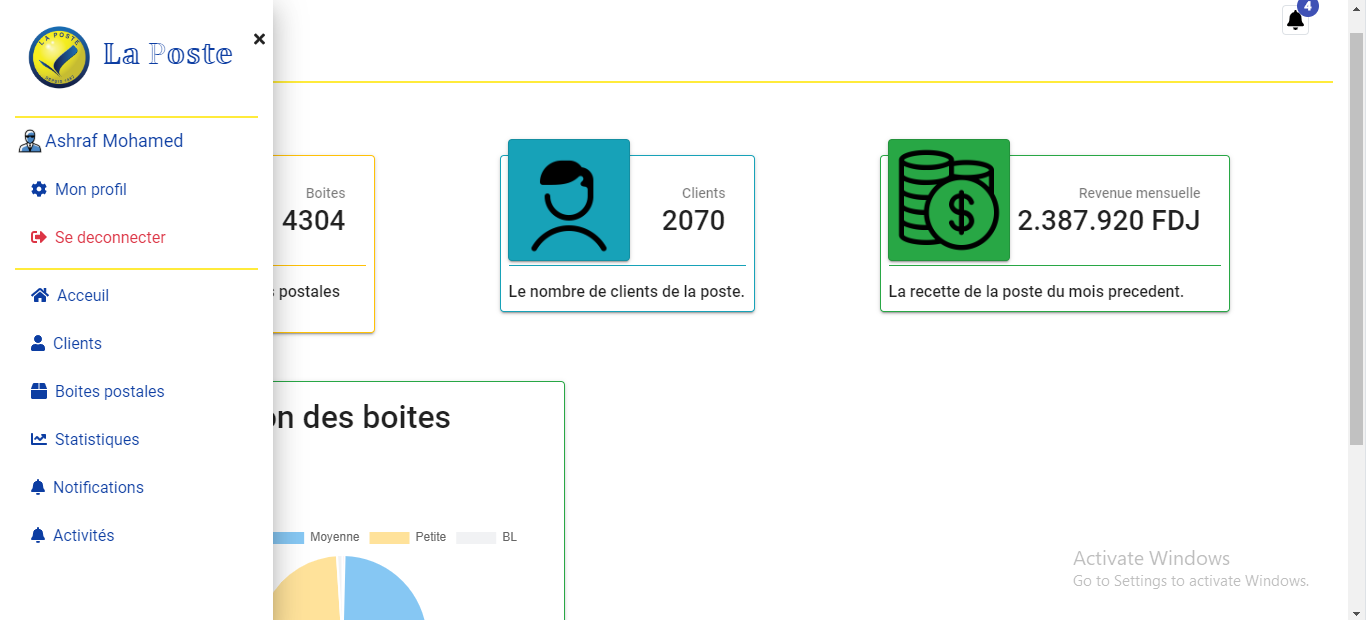 LA POSTE
La Poste
Ashraf Mohamed
Mon profil
Se deconnecter
Acceuil
Clients
Boites postales
Statistiques
Notifications
Activités
4
Boites
4304
postales
Clients
2070
Le nombre de clients de la poste.
Revenue mensuelle
2.387.920 FDJ
La recette de la poste du mois precedent.
on des boites
Moyenne
Petite
BL
Activate Windows
Go to Settings to activate Windows.